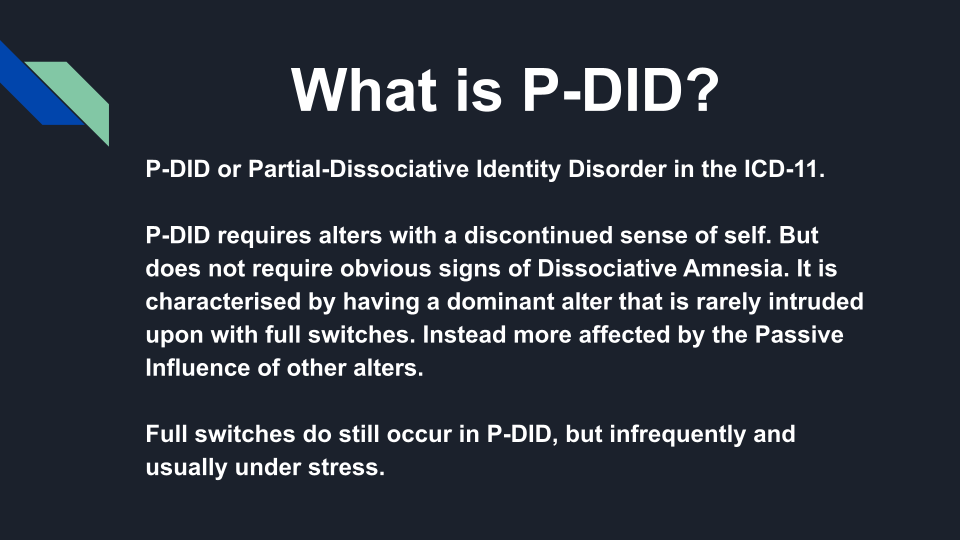 What is P-DID?
P-DID or Partial-Dissociative Identity Disorder in the ICD-11.
P-DID requires alters with a discontinued sense of self. But
does not require obvious signs of Dissociative Amnesia. It is
characterised by having a dominant alter that is rarely intruded
upon with full switches. Instead more affected by the Passive
Influence of other alters.
Full switches do still occur in P-DID, but infrequently and
usually under stress.